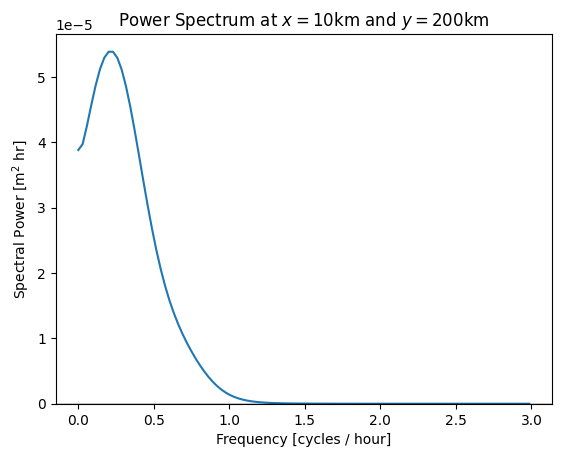 Power Spectrum at x = 10km and y = 200km
1e−5
5
4
3
2
1
0
Spectral Power [m² hr]
0.0 0.5 1.0 1.5 2.0 2.5 3.0
Frequency [cycles / hour]